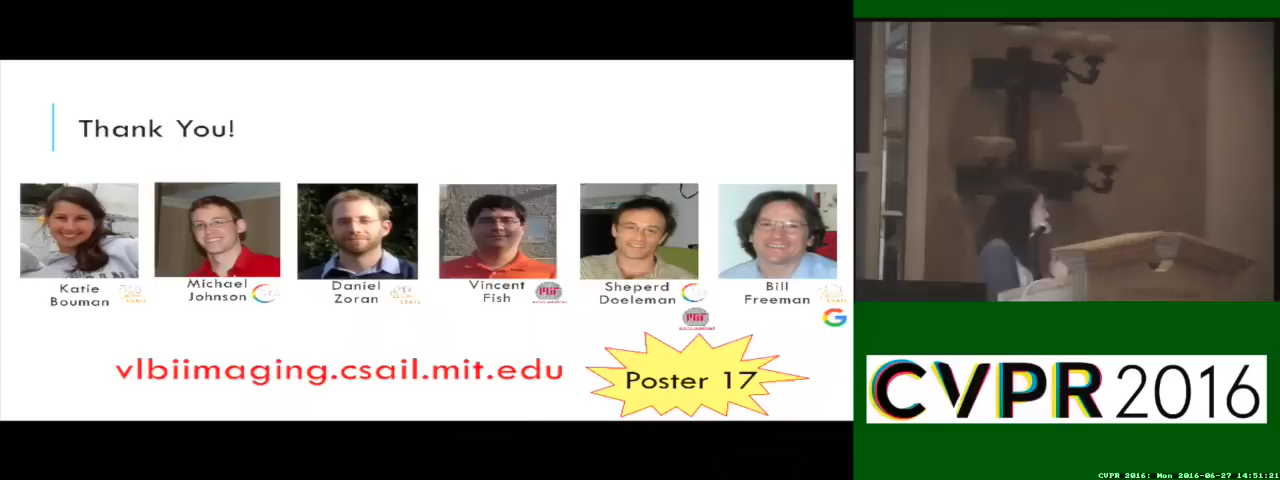 Thank You!
Katie
Bouman
Michael
Johnson
Daniel
Zoran
Vincent
Fish
Sheperd
Doeleman
Bill
Freeman
vlbiimaging.csail.mit.edu
Poster 17
CVPR 2016
CVPR 2016: Mon 2016-06-27 14:51:21